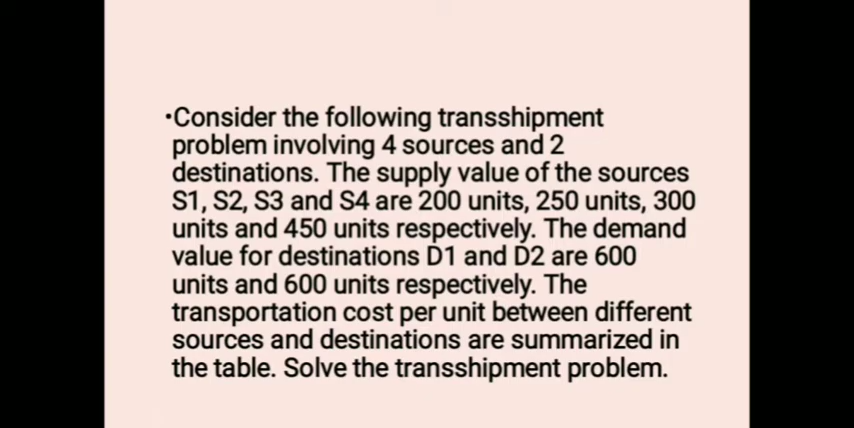 •Consider the following transshipment
problem involving 4 sources and 2
destinations. The supply value of the sources
S1, S2, S3 and S4 are 200 units, 250 units, 300
units and 450 units respectively. The demand
value for destinations D1 and D2 are 600
units and 600 units respectively. The
transportation cost per unit between different
sources and destinations are summarized in
the table. Solve the transshipment problem.